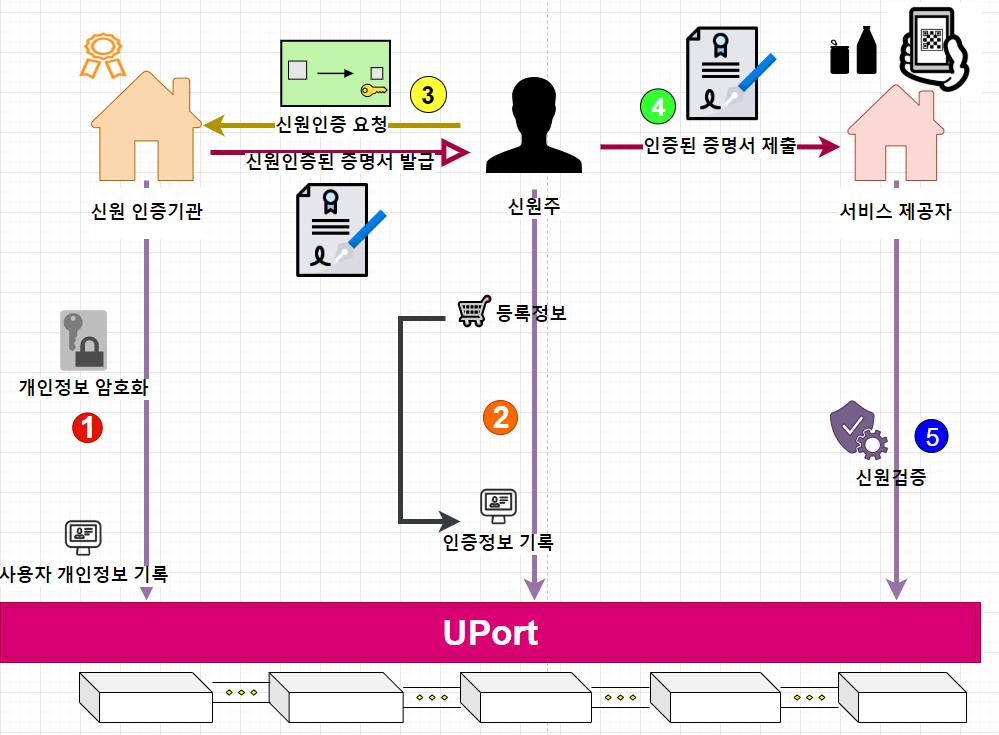 3
신원인증 요청
4
인증된 증명서 제출
신원인증된 증명서 발급
신원 인증기관
신원주
서비스 제공자
등록정보
개인정보 암호화
1
2
5
신원검증
인증정보 기록
사용자 개인정보 기록
UPort